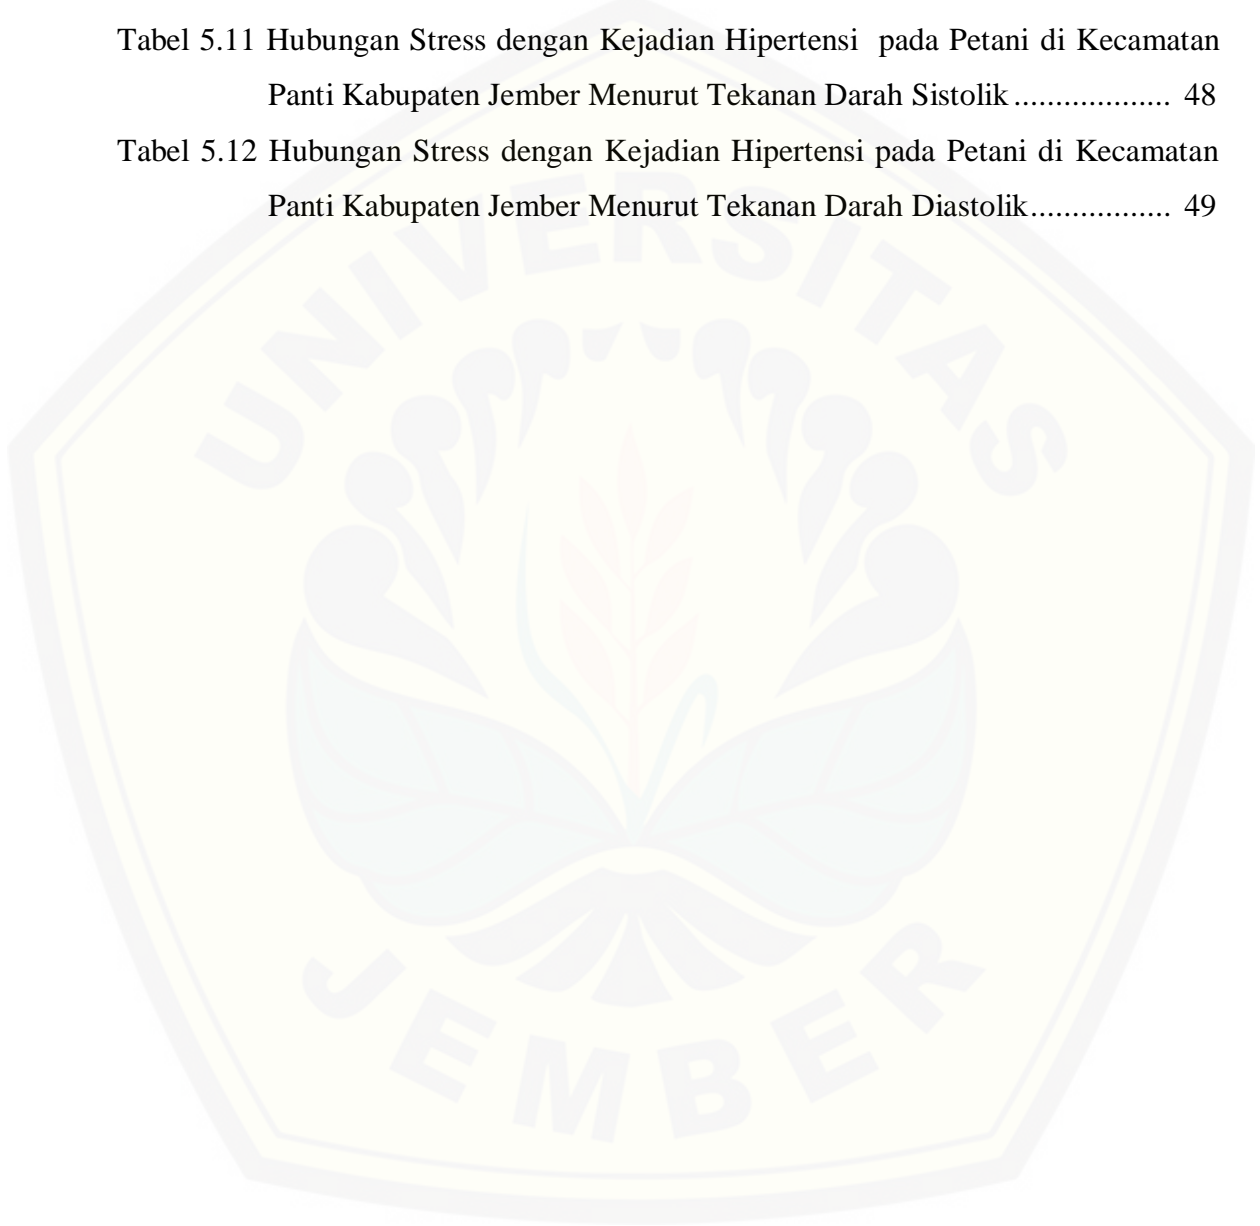 Tabel 5.11 Hubungan Stress dengan Kejadian Hipertensi pada Petani di Kecamatan
Panti Kabupaten Jember Menurut Tekanan Darah Sistolik ................... 48
Tabel 5.12 Hubungan Stress dengan Kejadian Hipertensi pada Petani di Kecamatan
Panti Kabupaten Jember Menurut Tekanan Darah Diastolik................. 49
UNIVERSITAS
JEMBER